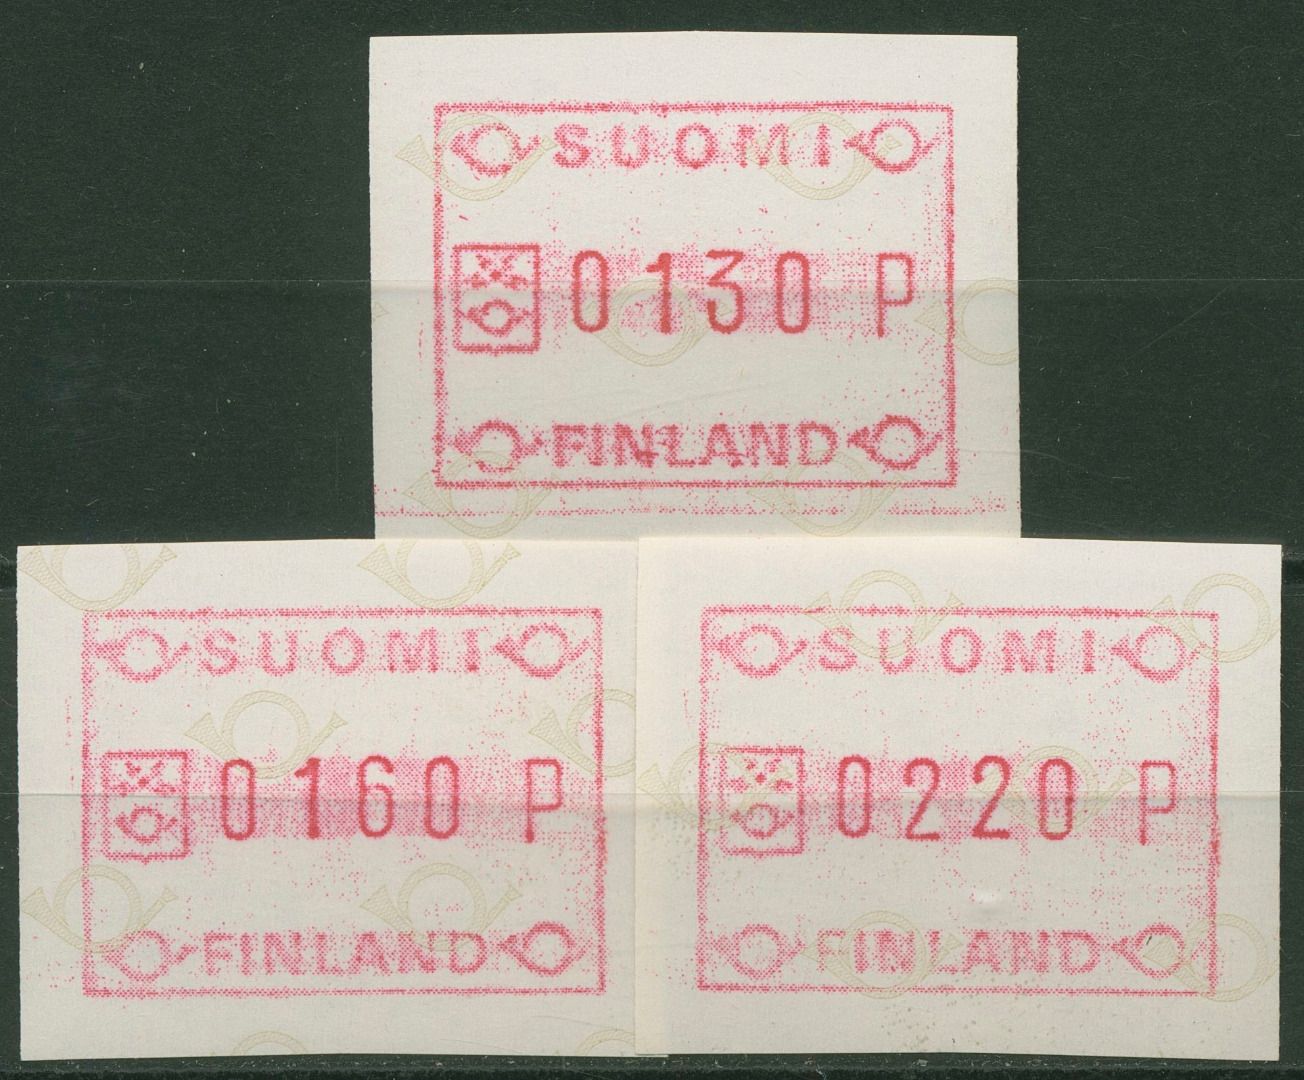 SUOMI
0130 P
FINLAND
SUOMI
0160 P
FINLAND
SUOMI
0220 P
FINLAND